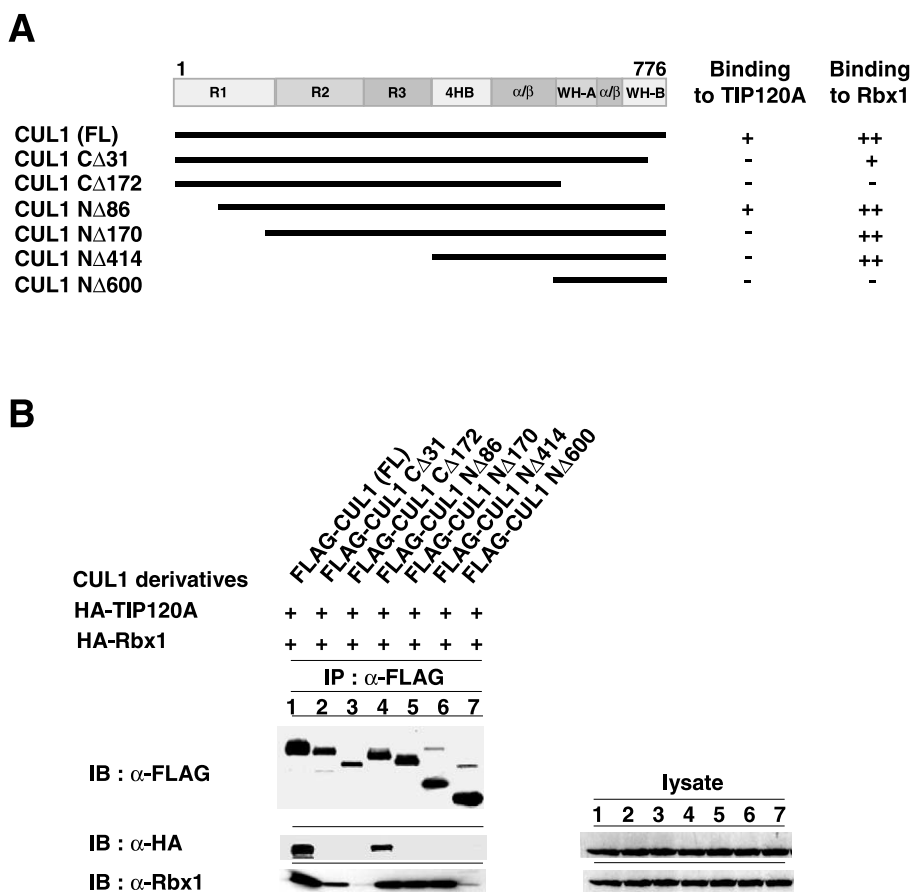 A
1 776
R1 R2 R3 4HB α/β WH-A α/β WH-B
Binding to TIP120A
Binding to Rbx1
CUL1 (FL) + ++
CUL1 CΔ31 - +
CUL1 CΔ172 - -
CUL1 NΔ86 + ++
CUL1 NΔ170 - ++
CUL1 NΔ414 - ++
CUL1 NΔ600 - -
B
FLAG-CUL1 (FL)
FLAG-CUL1 CΔ31
FLAG-CUL1 CΔ172
FLAG-CUL1 NΔ86
FLAG-CUL1 NΔ170
FLAG-CUL1 NΔ414
FLAG-CUL1 NΔ600
CUL1 derivatives
HA-TIP120A + + + + + + +
HA-Rbx1 + + + + + + +
IP : α-FLAG
1 2 3 4 5 6 7
IB : α-FLAG
lysate
1 2 3 4 5 6 7
IB : α-HA
IB : α-Rbx1